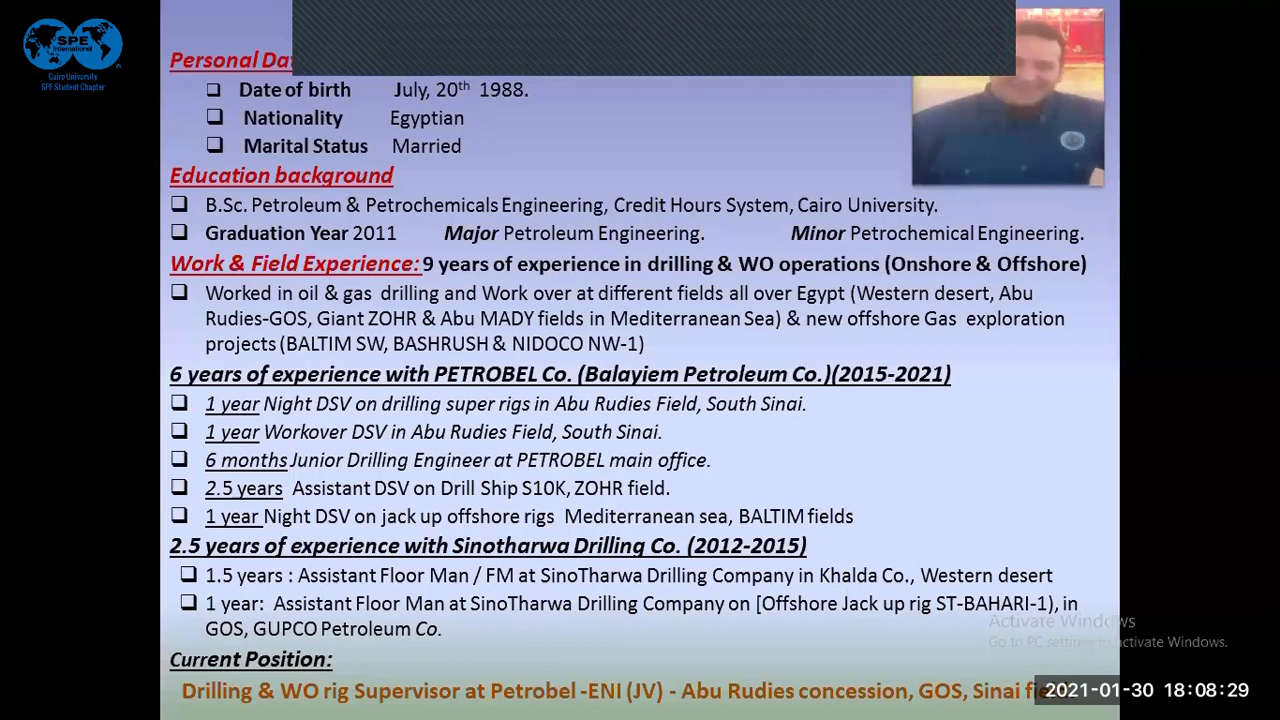 SPE
International
Cairo University
SPE Student Chapter
Personal Dat
❑ Date of birth July, 20th 1988.
❑ Nationality Egyptian
❑ Marital Status Married
Education background
❑ B.Sc. Petroleum & Petrochemicals Engineering, Credit Hours System, Cairo University.
❑ Graduation Year 2011 Major Petroleum Engineering. Minor Petrochemical Engineering.
Work & Field Experience: 9 years of experience in drilling & WO operations (Onshore & Offshore)
❑ Worked in oil & gas drilling and Work over at different fields all over Egypt (Western desert, Abu
Rudies-GOS, Giant ZOHR & Abu MADY fields in Mediterranean Sea) & new offshore Gas exploration
projects (BALTIM SW, BASHRUSH & NIDOCO NW-1)
6 years of experience with PETROBEL Co. (Balayiem Petroleum Co.)(2015-2021)
❑ 1 year Night DSV on drilling super rigs in Abu Rudies Field, South Sinai.
❑ 1 year Workover DSV in Abu Rudies Field, South Sinai.
❑ 6 months Junior Drilling Engineer at PETROBEL main office.
❑ 2.5 years Assistant DSV on Drill Ship S10K, ZOHR field.
❑ 1 year Night DSV on jack up offshore rigs Mediterranean sea, BALTIM fields
2.5 years of experience with Sinotharwa Drilling Co. (2012-2015)
❑ 1.5 years : Assistant Floor Man / FM at SinoTharwa Drilling Company in Khalda Co., Western desert
❑ 1 year: Assistant Floor Man at SinoTharwa Drilling Company on [Offshore Jack up rig ST-BAHARI-1), in
GOS, GUPCO Petroleum Co.
Activate Windows
Go to PC settings to activate Windows.
Current Position:
Drilling & WO rig Supervisor at Petrobel -ENI (JV) - Abu Rudies concession, GOS, Sinai
2021-01-30 18:08:29